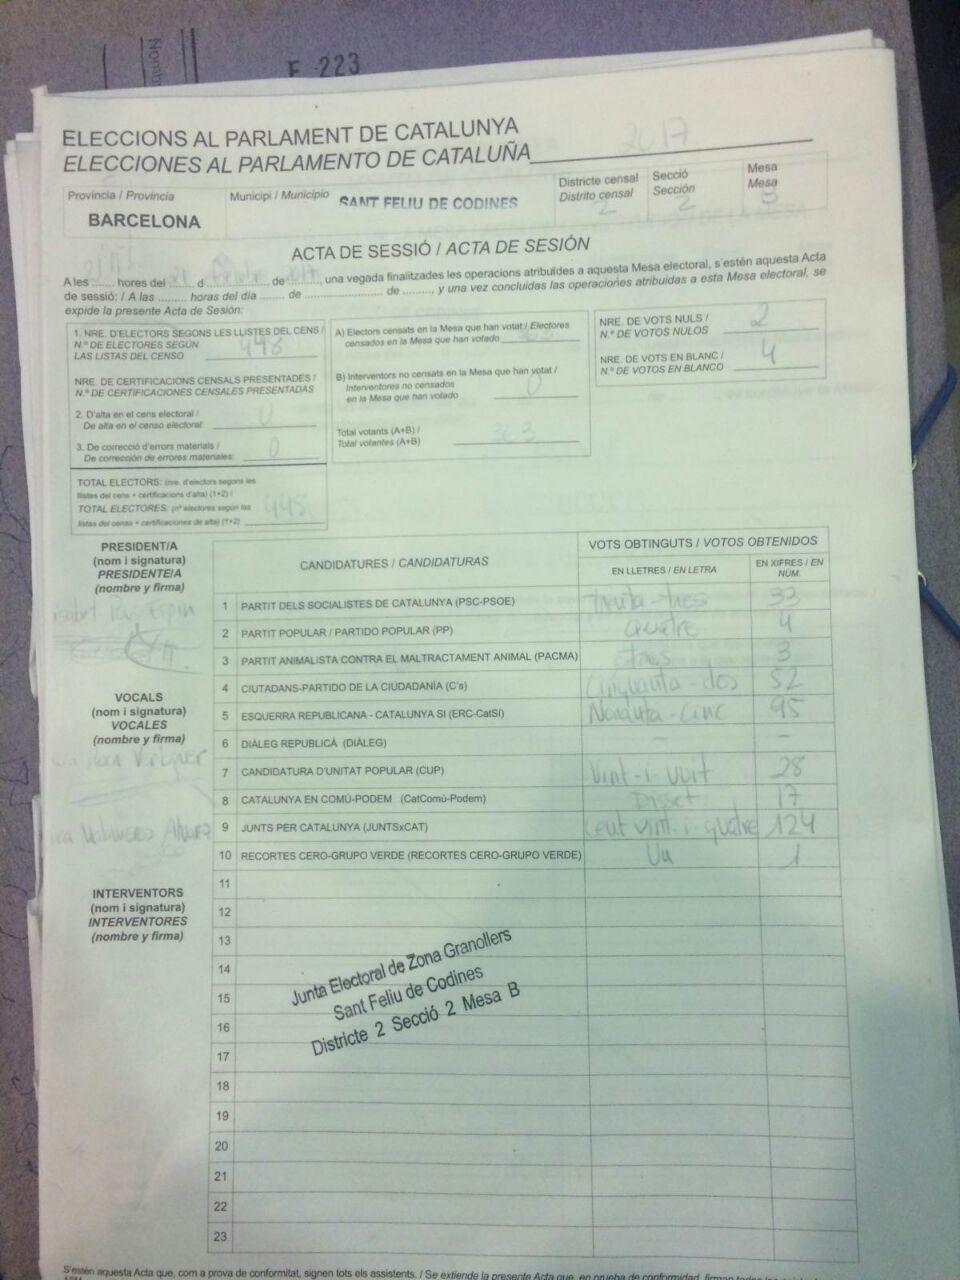 E 223
ELECCIONS AL PARLAMENT DE CATALUNYA
ELECCIONES AL PARLAMENTO DE CATALUÑA 2017
Província / Provincia
BARCELONA
Municipi / Municipio SANT FELIU DE CODINES
Districte censal
Distrito censal
2
Secció
Sección
2
Mesa
Mesa
B
ACTA DE SESSIÓ / ACTA DE SESIÓN
A les hores del d de , una vegada finalitzades les operacions atribuïdes a aquesta Mesa electoral, s'estén aquesta Acta
de sessió: / A las ......... horas del día ....... de ...................... de ........, y una vez concluidas las operaciones atribuidas a esta Mesa electoral, se
expide la presente Acta de Sesión:
1. NRE. D'ELECTORS SEGONS LES LLISTES DEL CENS /
N.º DE ELECTORES SEGÚN
LAS LISTAS DEL CENSO 448
NRE. DE CERTIFICACIONS CENSALS PRESENTADES /
N.º DE CERTIFICACIONES CENSALES PRESENTADAS
2. D'alta en el cens electoral /
De alta en el censo electoral: 0
3. De correcció d'errors materials /
De corrección de errores materiales: 0
TOTAL ELECTORS: (nre. d'electors segons les
llistes del cens + certificacions d'alta) (1+2) /
TOTAL ELECTORES: (nº electores según las
listas del censo + certificaciones de alta) (1+2) 448
A) Electors censats en la Mesa que han votat / Electores
censados en la Mesa que han votado 363
B) Interventors no censats en la Mesa que han votat /
Interventores no censados
en la Mesa que han votado 0
Total votants (A+B) /
Total votantes (A+B) 363
NRE. DE VOTS NULS /
N.º DE VOTOS NULOS 2
NRE. DE VOTS EN BLANC /
N.º DE VOTOS EN BLANCO 4
PRESIDENT/A
(nom i signatura)
PRESIDENTE/A
(nombre y firma)
VOCALS
(nom i signatura)
VOCALES
(nombre y firma)
INTERVENTORS
(nom i signatura)
INTERVENTORES
(nombre y firma)
CANDIDATURES / CANDIDATURAS
VOTS OBTINGUTS / VOTOS OBTENIDOS
EN LLETRES / EN LETRA
EN XIFRES / EN
NÚM.
1 PARTIT DELS SOCIALISTES DE CATALUNYA (PSC-PSOE) trenta-tres 33
2 PARTIT POPULAR / PARTIDO POPULAR (PP) quatre 4
3 PARTIT ANIMALISTA CONTRA EL MALTRACTAMENT ANIMAL (PACMA) tres 3
4 CIUTADANS-PARTIDO DE LA CIUDADANÍA (C's) Cinquanta-dos 52
5 ESQUERRA REPUBLICANA - CATALUNYA SI (ERC-CatSI) Noranta-cinc 95
6 DIÀLEG REPUBLICÀ (DIÀLEG) - -
7 CANDIDATURA D'UNITAT POPULAR (CUP) Vint-i-vuit 28
8 CATALUNYA EN COMÚ-PODEM (CatComú-Podem) Disset 17
9 JUNTS PER CATALUNYA (JUNTSxCAT) Cent vint-i-quatre 124
10 RECORTES CERO-GRUPO VERDE (RECORTES CERO-GRUPO VERDE) Un 1
11
12
13
14
15
16
17
18
19
20
21
22
23
Junta Electoral de Zona Granollers
Sant Feliu de Codines
Districte 2 Secció 2 Mesa B
S'estén aquesta Acta que, com a prova de conformitat, signen tots els assistents. / Se extiende la presente Acta que, en prueba de conformidad, firman todos